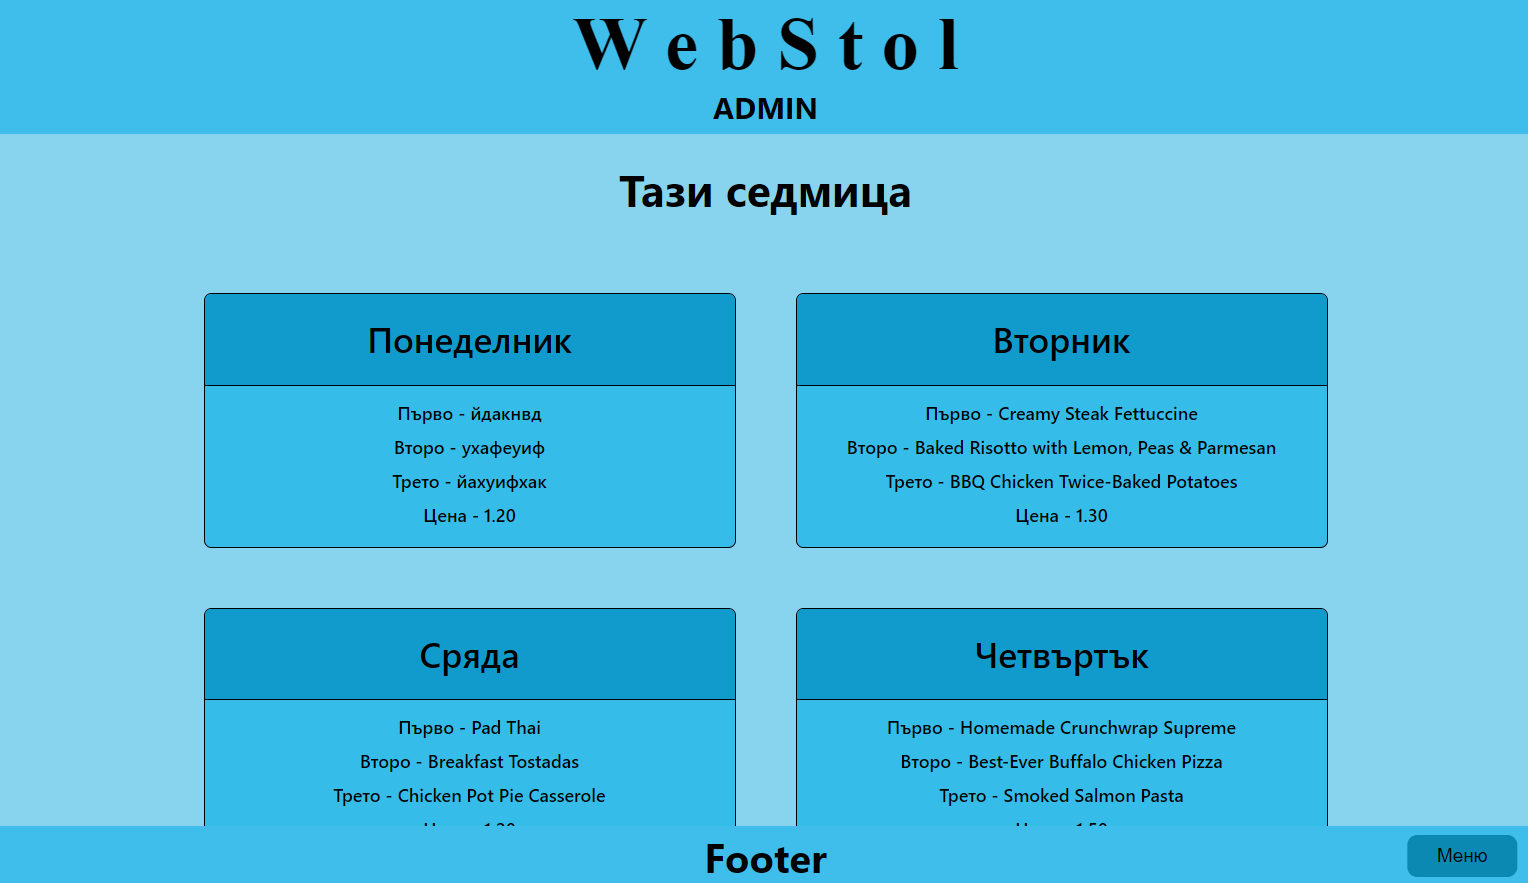 W e b S t o l
ADMIN
Тази седмица
Понеделник
Първо - йдакнвд
Второ - ухафеуиф
Трето - йахуифхак
Цена - 1.20
Вторник
Първо - Creamy Steak Fettuccine
Второ - Baked Risotto with Lemon, Peas & Parmesan
Трето - BBQ Chicken Twice-Baked Potatoes
Цена - 1.30
Сряда
Първо - Pad Thai
Второ - Breakfast Tostadas
Трето - Chicken Pot Pie Casserole
Четвъртък
Първо - Homemade Crunchwrap Supreme
Второ - Best-Ever Buffalo Chicken Pizza
Трето - Smoked Salmon Pasta
Footer
Меню